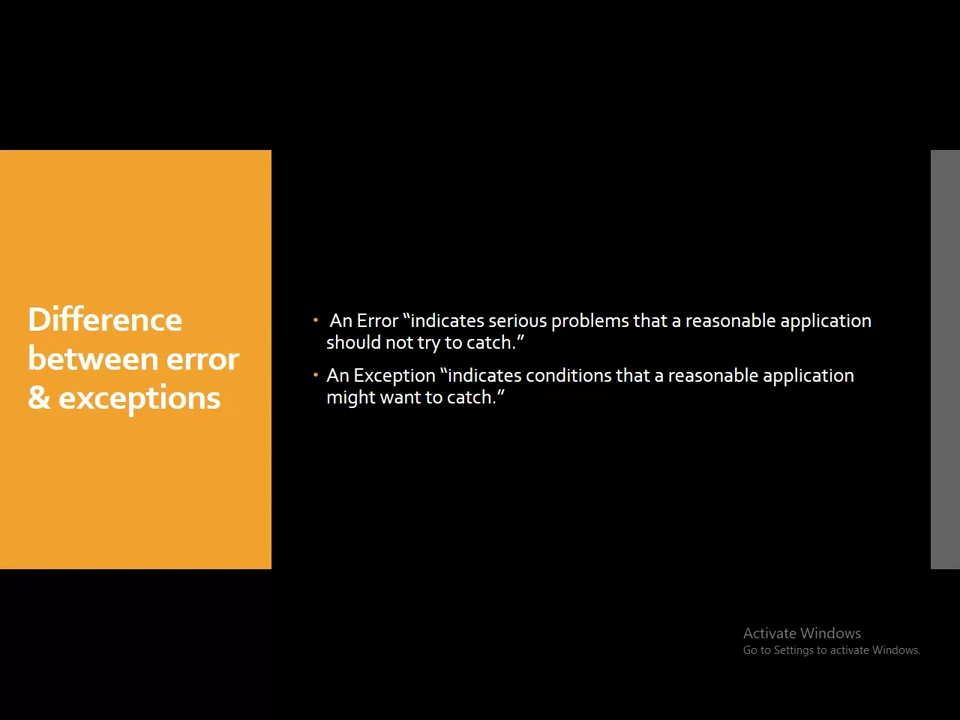 Difference
between error
& exceptions
• An Error “indicates serious problems that a reasonable application
should not try to catch.”
• An Exception “indicates conditions that a reasonable application
might want to catch.”
Activate Windows
Go to Settings to activate Windows.